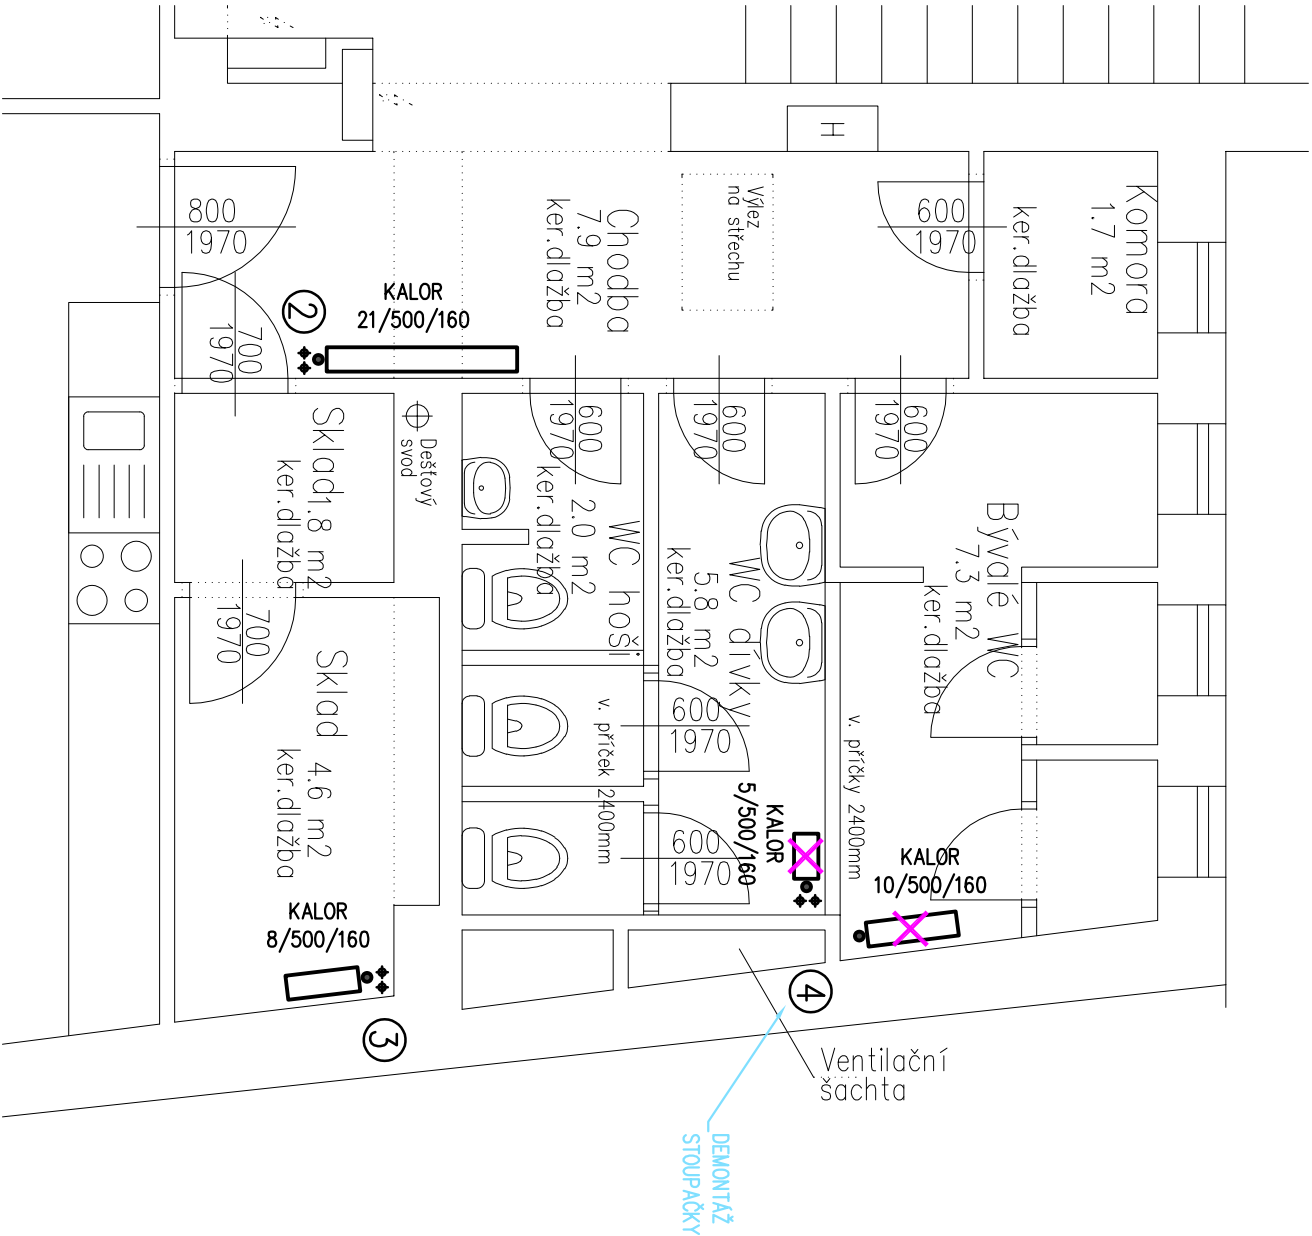 H
Výlez
na střechu
Komora
1.7 m2
ker.dlažba
Chodba
7.9 m2
ker.dlažba
800
1970
600
1970
700
1970
2
KALOR
21/500/160
600
1970
600
1970
600
1970
Dešťový
svod
Sklad
1.8 m2
ker.dlažba
WC hoši
2.0 m2
ker.dlažba
WC dívky
5.8 m2
ker.dlažba
Bývalé WC
7.3 m2
ker.dlažba
700
1970
Sklad
4.6 m2
ker.dlažba
v. příček 2400mm
600
1970
600
1970
v. příčky 2400mm
KALOR
5/500/160
KALOR
10/500/160
KALOR
8/500/160
3
4
Ventilační
šachta
DEMONTÁŽ
STOUPAČKY